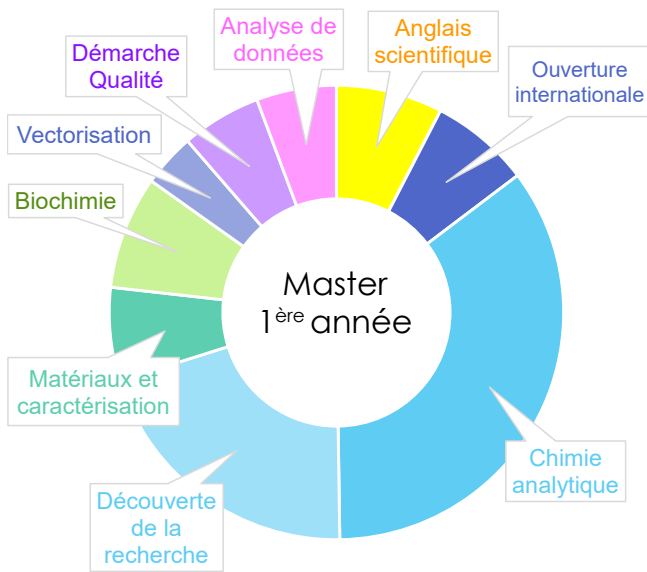 Analyse de
données
Anglais
scientifique
Démarche
Qualité
Ouverture
internationale
Vectorisation
Biochimie
Master
1ère année
Matériaux et
caractérisation
Chimie
analytique
Découverte
de la
recherche